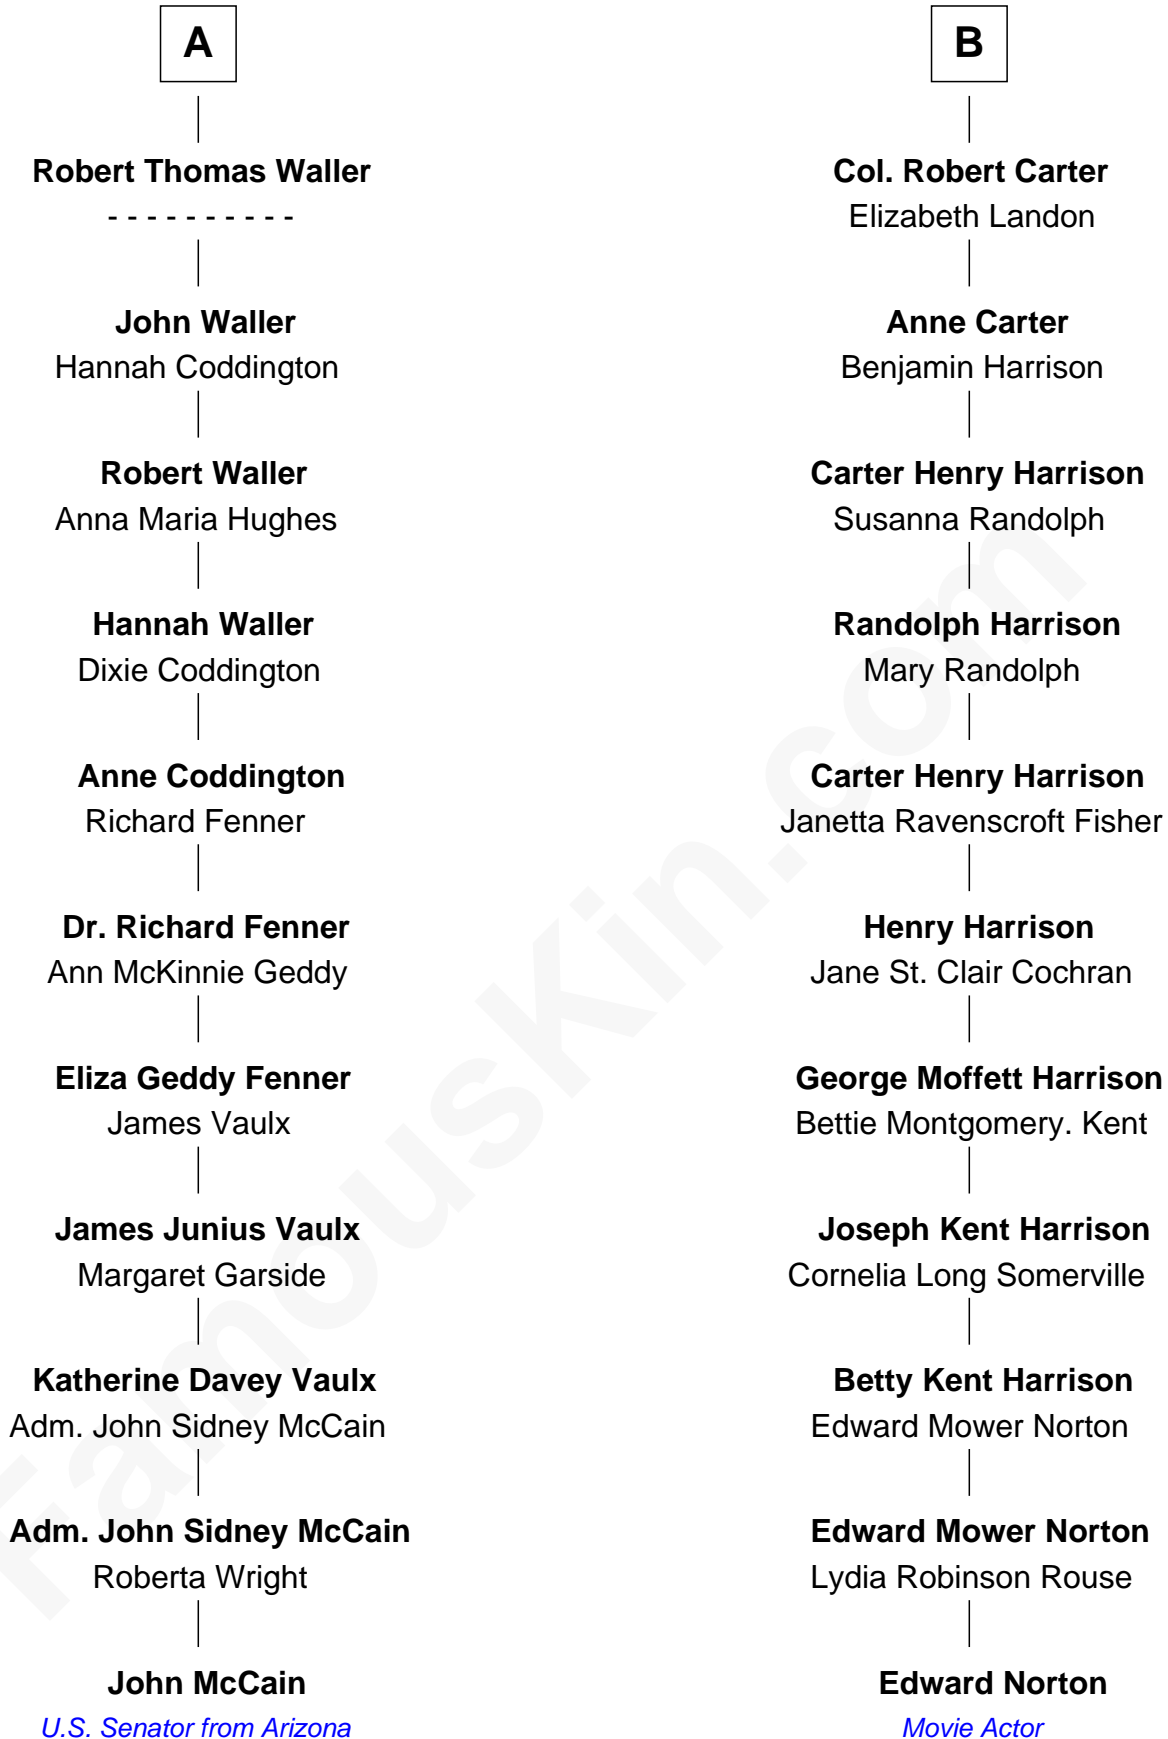 A
Robert Thomas Waller
- - - - - - - - - -
John Waller
Hannah Coddington
Robert Waller
Anna Maria Hughes
Hannah Waller
Dixie Coddington
Anne Coddington
Richard Fenner
Dr. Richard Fenner
Ann McKinnie Geddy
Eliza Geddy Fenner
James Vaulx
James Junius Vaulx
Margaret Garside
Katherine Davey Vaulx
Adm. John Sidney McCain
Adm. John Sidney McCain
Roberta Wright
John McCain
U.S. Senator from Arizona
B
Col. Robert Carter
Elizabeth Landon
Anne Carter
Benjamin Harrison
Carter Henry Harrison
Susanna Randolph
Randolph Harrison
Mary Randolph
Carter Henry Harrison
Janetta Ravenscroft Fisher
Henry Harrison
Jane St. Clair Cochran
George Moffett Harrison
Bettie Montgomery. Kent
Joseph Kent Harrison
Cornelia Long Somerville
Betty Kent Harrison
Edward Mower Norton
Edward Mower Norton
Lydia Robinson Rouse
Edward Norton
Movie Actor
FamousKin.com